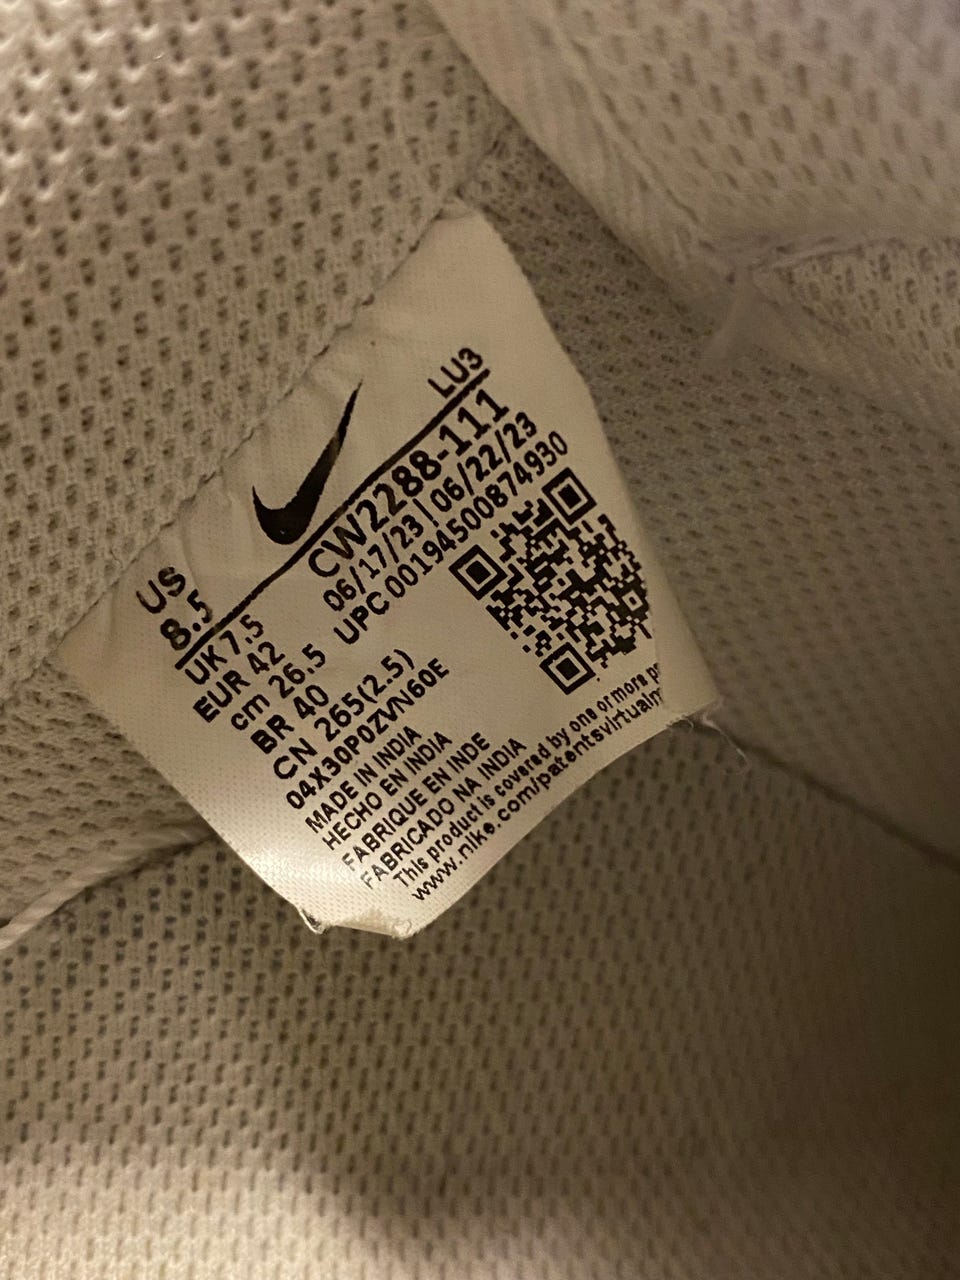 US
8.5
LU3
UK 7.5
CW2288-111
EUR 42
06/17/23 | 06/22/23
cm 26.5
UPC 00194500874930
BR 40
CN 265(2.5)
04X30P0ZVN60E
MADE IN INDIA
HECHO EN INDIA
FABRIQUE EN INDE
FABRICADO NA INDIA
This product is covered by one or more
www.nike.com/patentsvirtualm